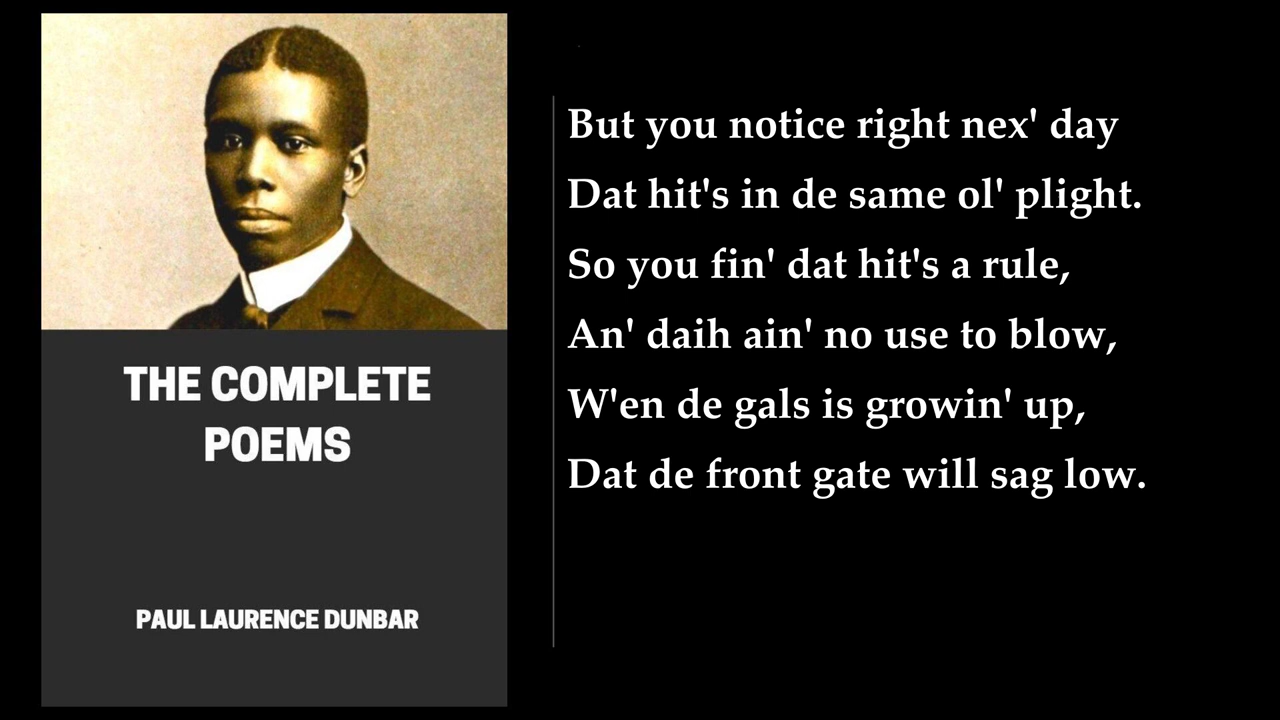 THE COMPLETE
POEMS
PAUL LAURENCE DUNBAR
But you notice right nex' day
Dat hit's in de same ol' plight.
So you fin' dat hit's a rule,
An' daih ain' no use to blow,
W'en de gals is growin' up,
Dat de front gate will sag low.